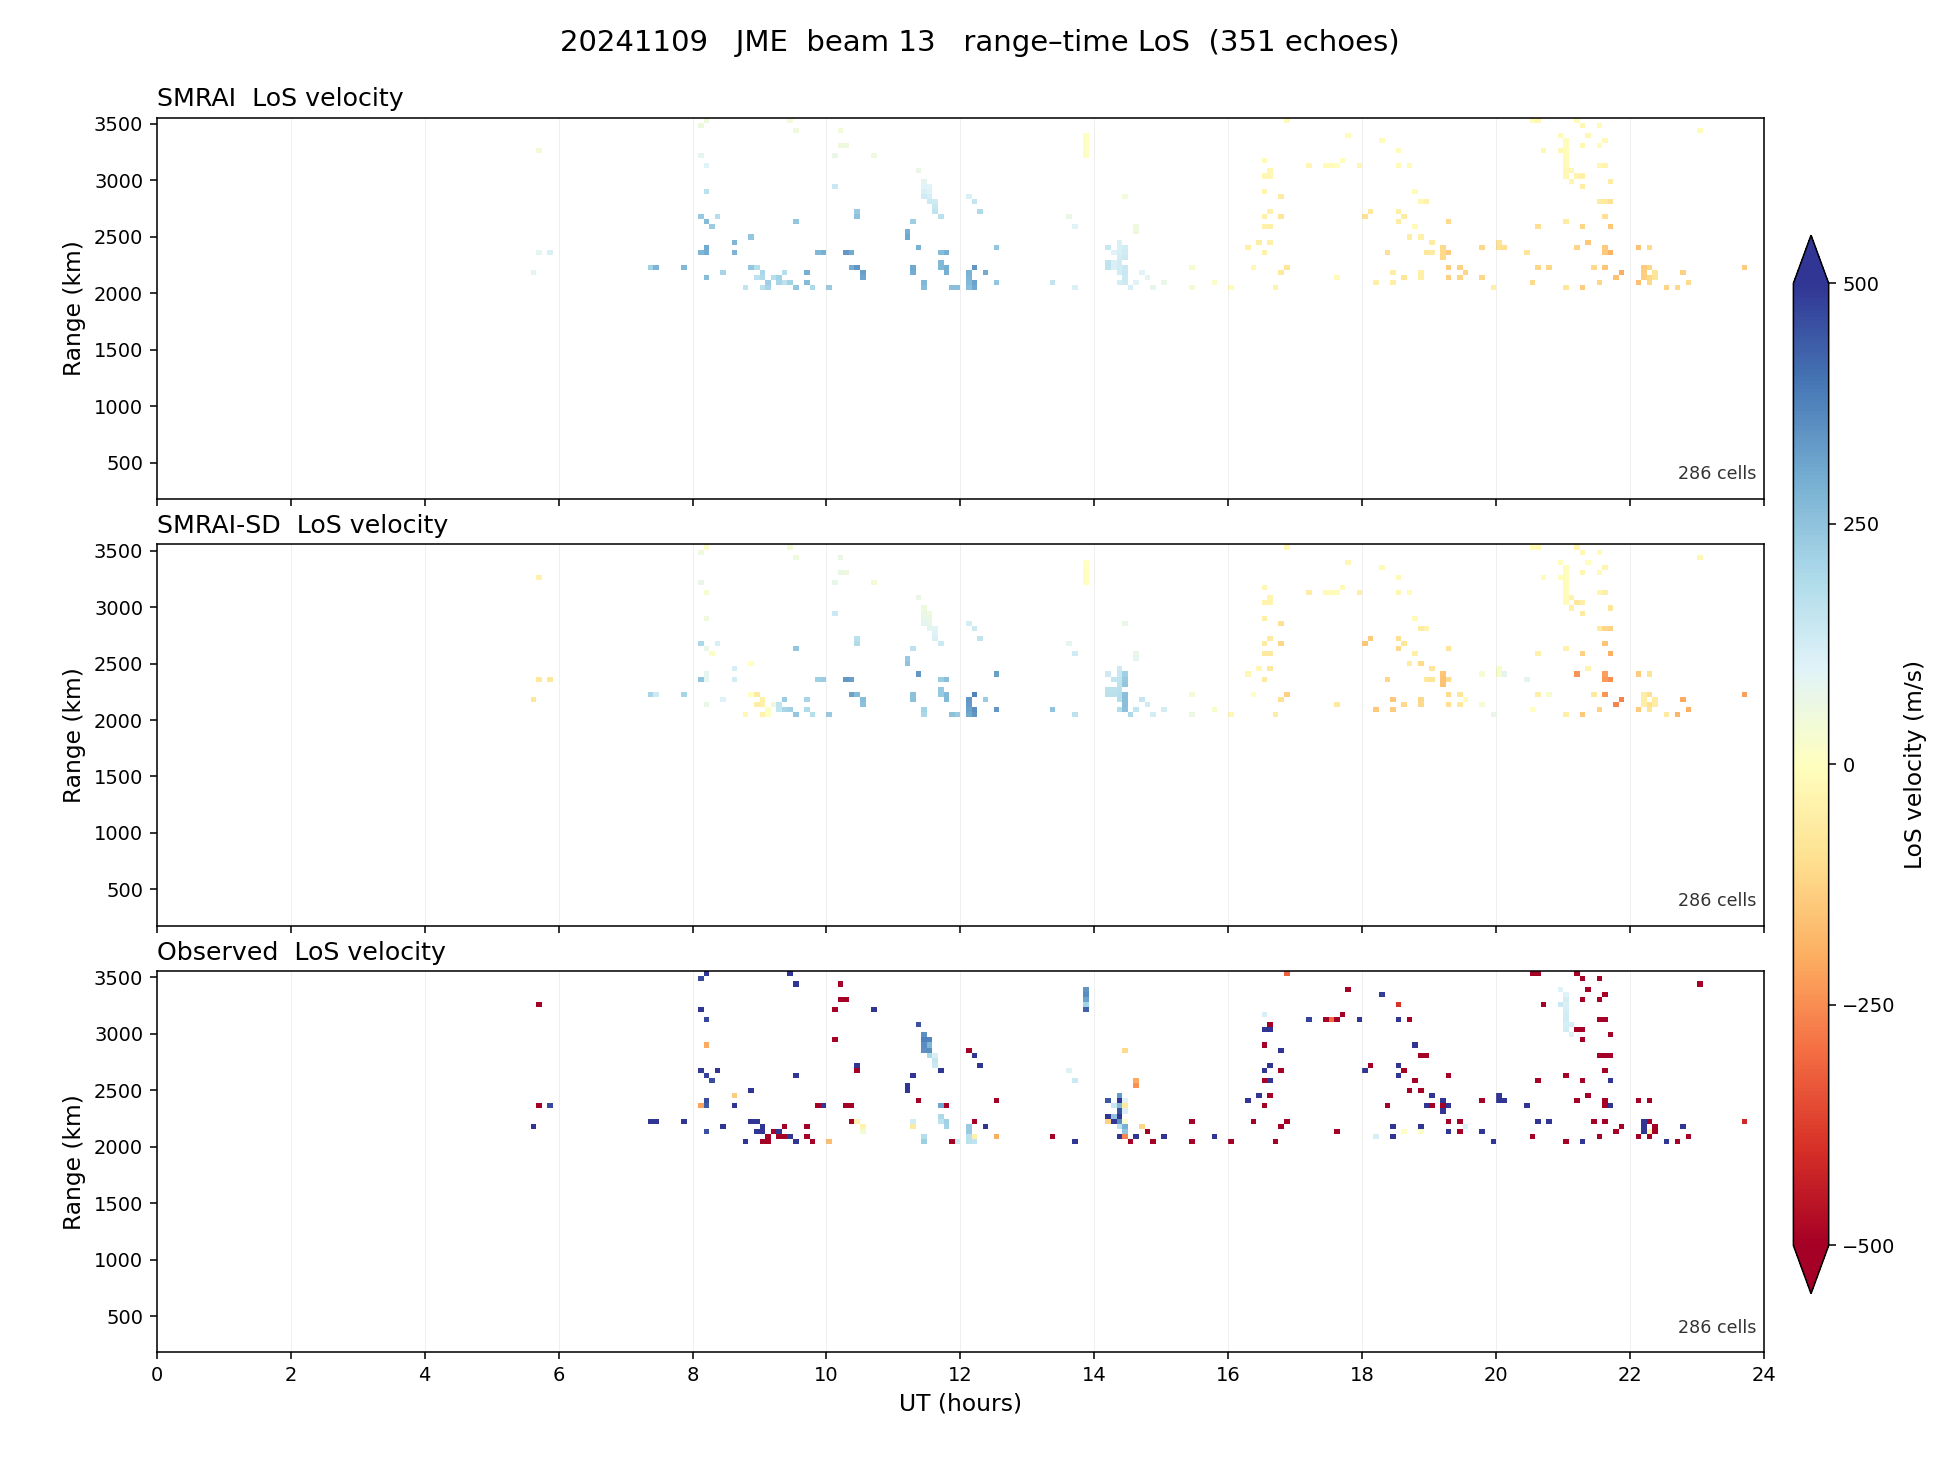 20241109   JME  beam 13   range–time LoS  (351 echoes)
SMRAI  LoS velocity
3500
3000
2500
2000
1500
1000
500
Range (km)
286 cells
SMRAI-SD  LoS velocity
3500
3000
2500
2000
1500
1000
500
Range (km)
286 cells
Observed  LoS velocity
3500
3000
2500
2000
1500
1000
500
Range (km)
286 cells
0 2 4 6 8 10 12 14 16 18 20 22 24
UT (hours)
500
250
0
−250
−500
LoS velocity (m/s)